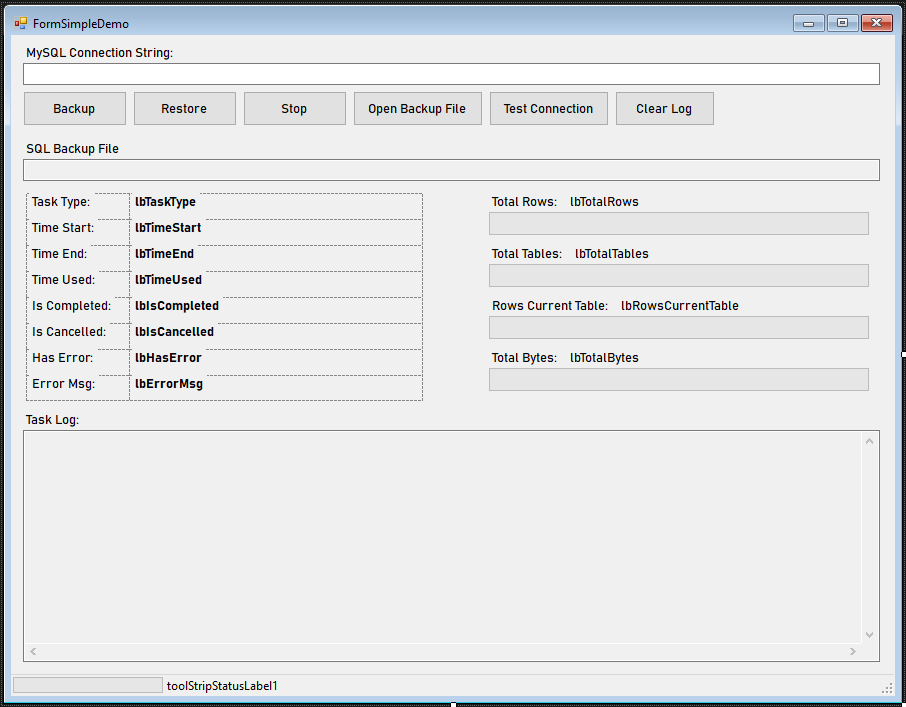 FormSimpleDemo
MySQL Connection String:
Backup Restore Stop Open Backup File Test Connection Clear Log
SQL Backup File
Task Type: lbTaskType
Time Start: lbTimeStart
Time End: lbTimeEnd
Time Used: lbTimeUsed
Is Completed: lbIsCompleted
Is Cancelled: lbIsCancelled
Has Error: lbHasError
Error Msg: lbErrorMsg
Total Rows: lbTotalRows
Total Tables: lbTotalTables
Rows Current Table: lbRowsCurrentTable
Total Bytes: lbTotalBytes
Task Log:
toolStripStatusLabel1